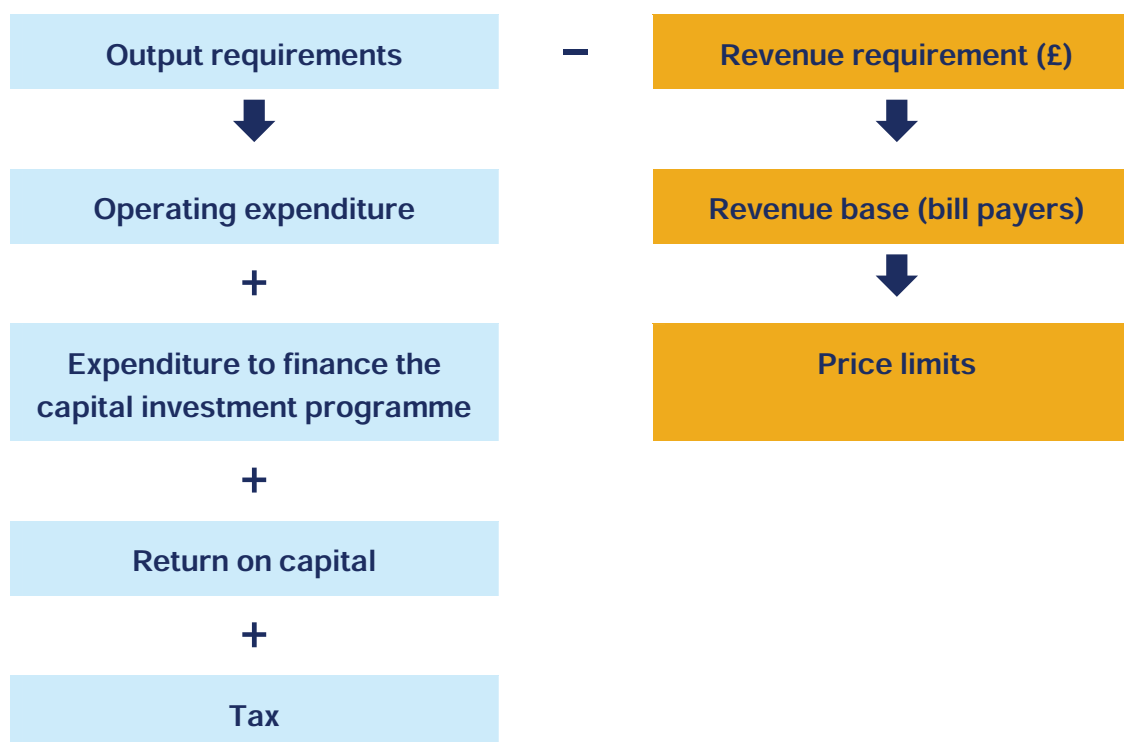 Output requirements
–
Revenue requirement (£)
Operating expenditure
Revenue base (bill payers)
+
Expenditure to finance the
capital investment programme
Price limits
+
Return on capital
+
Tax